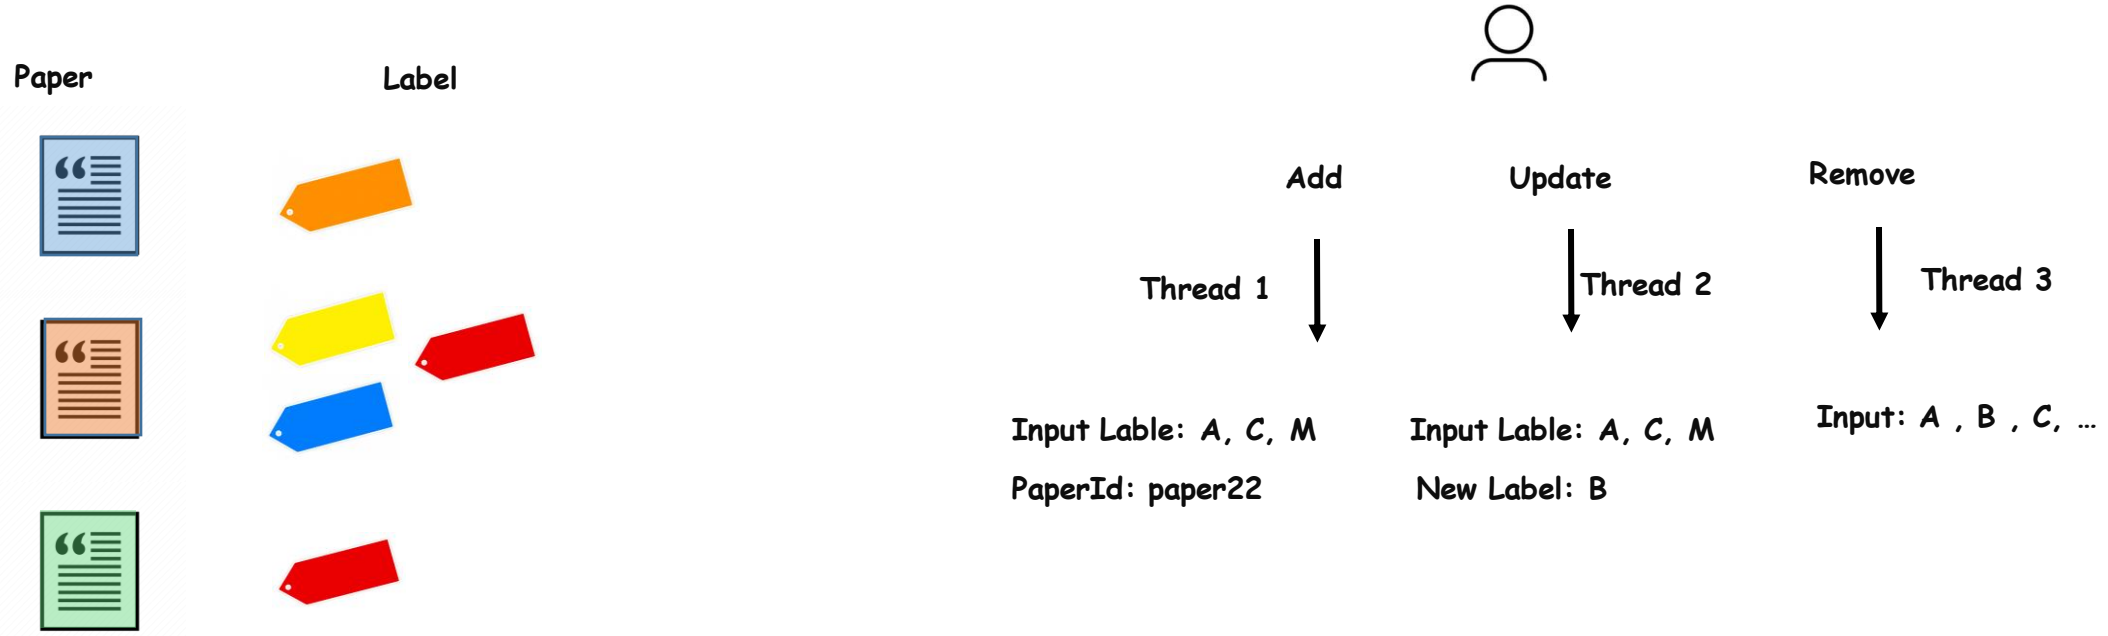 Paper
Label
Add
Update
Remove
Thread 1
Thread 2
Thread 3
Input Lable: A, C, M
PaperId: paper22
Input Lable: A, C, M
New Label: B
Input: A , B , C, ...